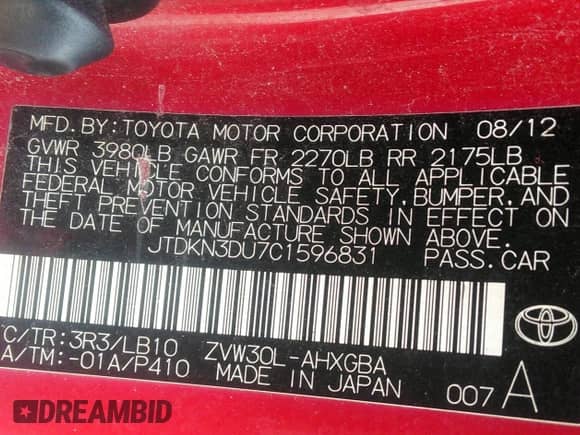 MFD.BY:TOYOTA MOTOR CORPORATION 08/12
GVWR 3980LB GAWR FR 2270LB RR 2175LB
THIS VEHICLE CONFORMS TO ALL APPLICABLE
FEDERAL MOTOR VEHICLE SAFETY,BUMPER,AND
THEFT PREVENTION STANDARDS IN EFFECT ON
THE DATE OF MANUFACTURE SHOWN ABOVE.
JTDKN3DU7C1596831 PASS.CAR
C/TR:3R3/LB10 ZVW30L-AHXGBA
A/TM:-01A/P410 MADE IN JAPAN 007 A
DREAMBID